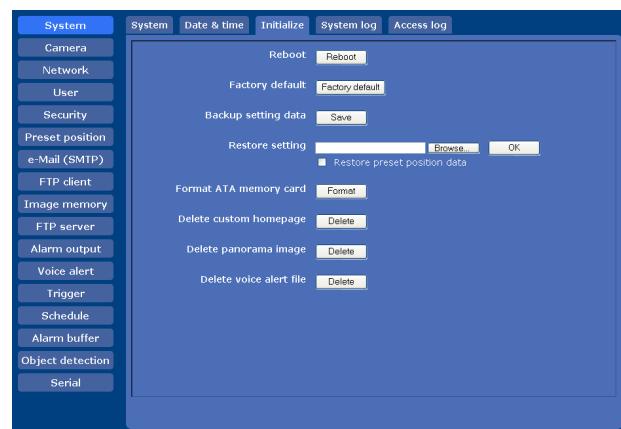 System
Camera
Network
User
Security
Preset position
e-Mail (SMTP)
FTP client
Image memory
FTP server
Alarm output
Voice alert
Trigger
Schedule
Alarm buffer
Object detection
Serial
System Date & time Initialize System log Access log
Reboot Reboot
Factory default Factory default
Backup setting data Save
Restore setting Browse... OK
Restore preset position data
Format ATA memory card Format
Delete custom homepage Delete
Delete panorama image Delete
Delete voice alert file Delete